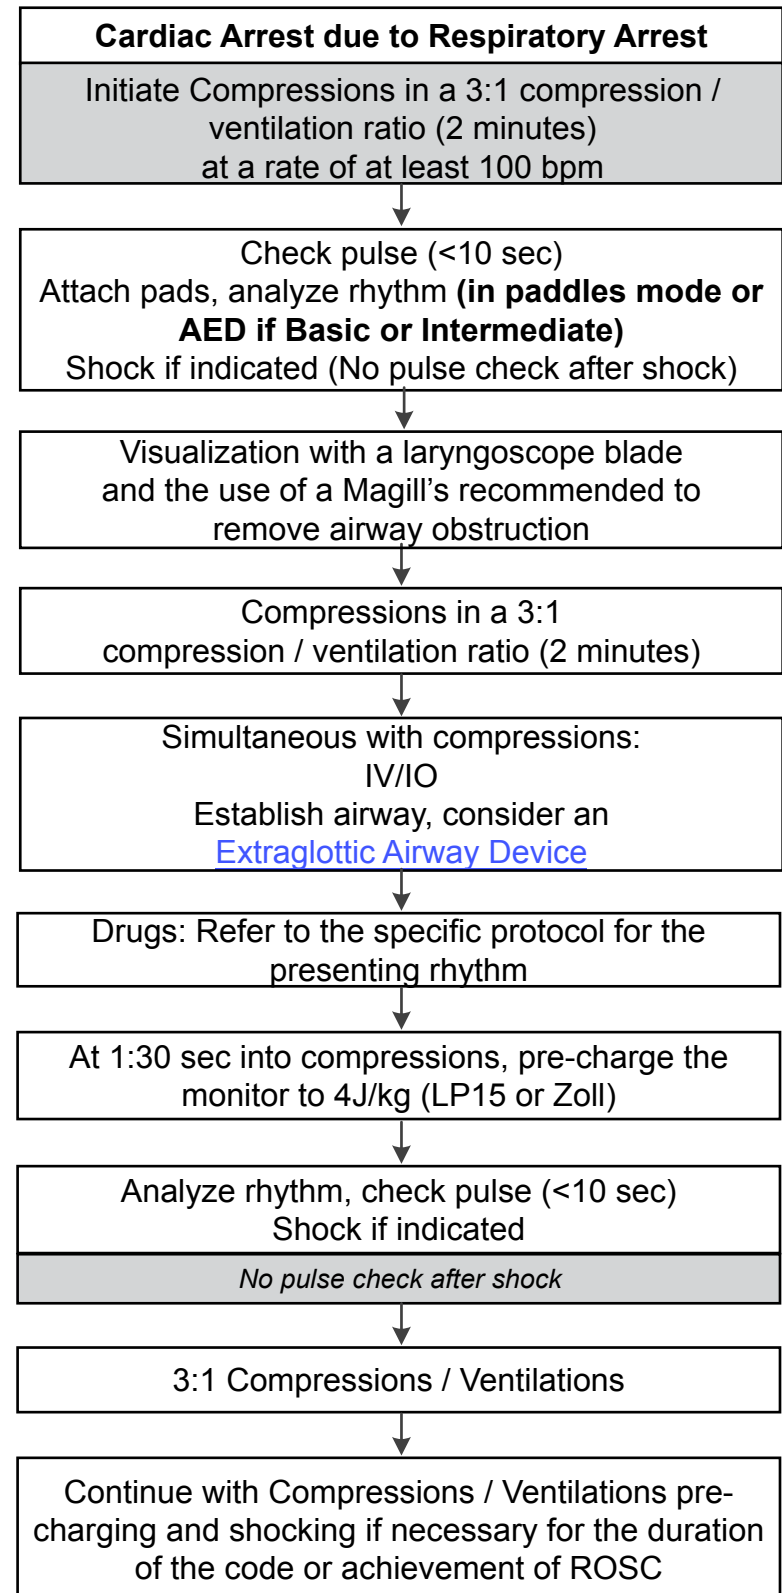 Cardiac Arrest due to Respiratory Arrest
Initiate Compressions in a 3:1 compression /
ventilation ratio (2 minutes)
at a rate of at least 100 bpm
Check pulse (<10 sec)
Attach pads, analyze rhythm (in paddles mode or
AED if Basic or Intermediate)
Shock if indicated (No pulse check after shock)
Visualization with a laryngoscope blade
and the use of a Magill’s recommended to
remove airway obstruction
Compressions in a 3:1
compression / ventilation ratio (2 minutes)
Simultaneous with compressions:
IV/IO
Establish airway, consider an
Extraglottic Airway Device
Drugs: Refer to the specific protocol for the
presenting rhythm
At 1:30 sec into compressions, pre-charge the
monitor to 4J/kg (LP15 or Zoll)
Analyze rhythm, check pulse (<10 sec)
Shock if indicated
No pulse check after shock
3:1 Compressions / Ventilations
Continue with Compressions / Ventilations pre-
charging and shocking if necessary for the duration
of the code or achievement of ROSC